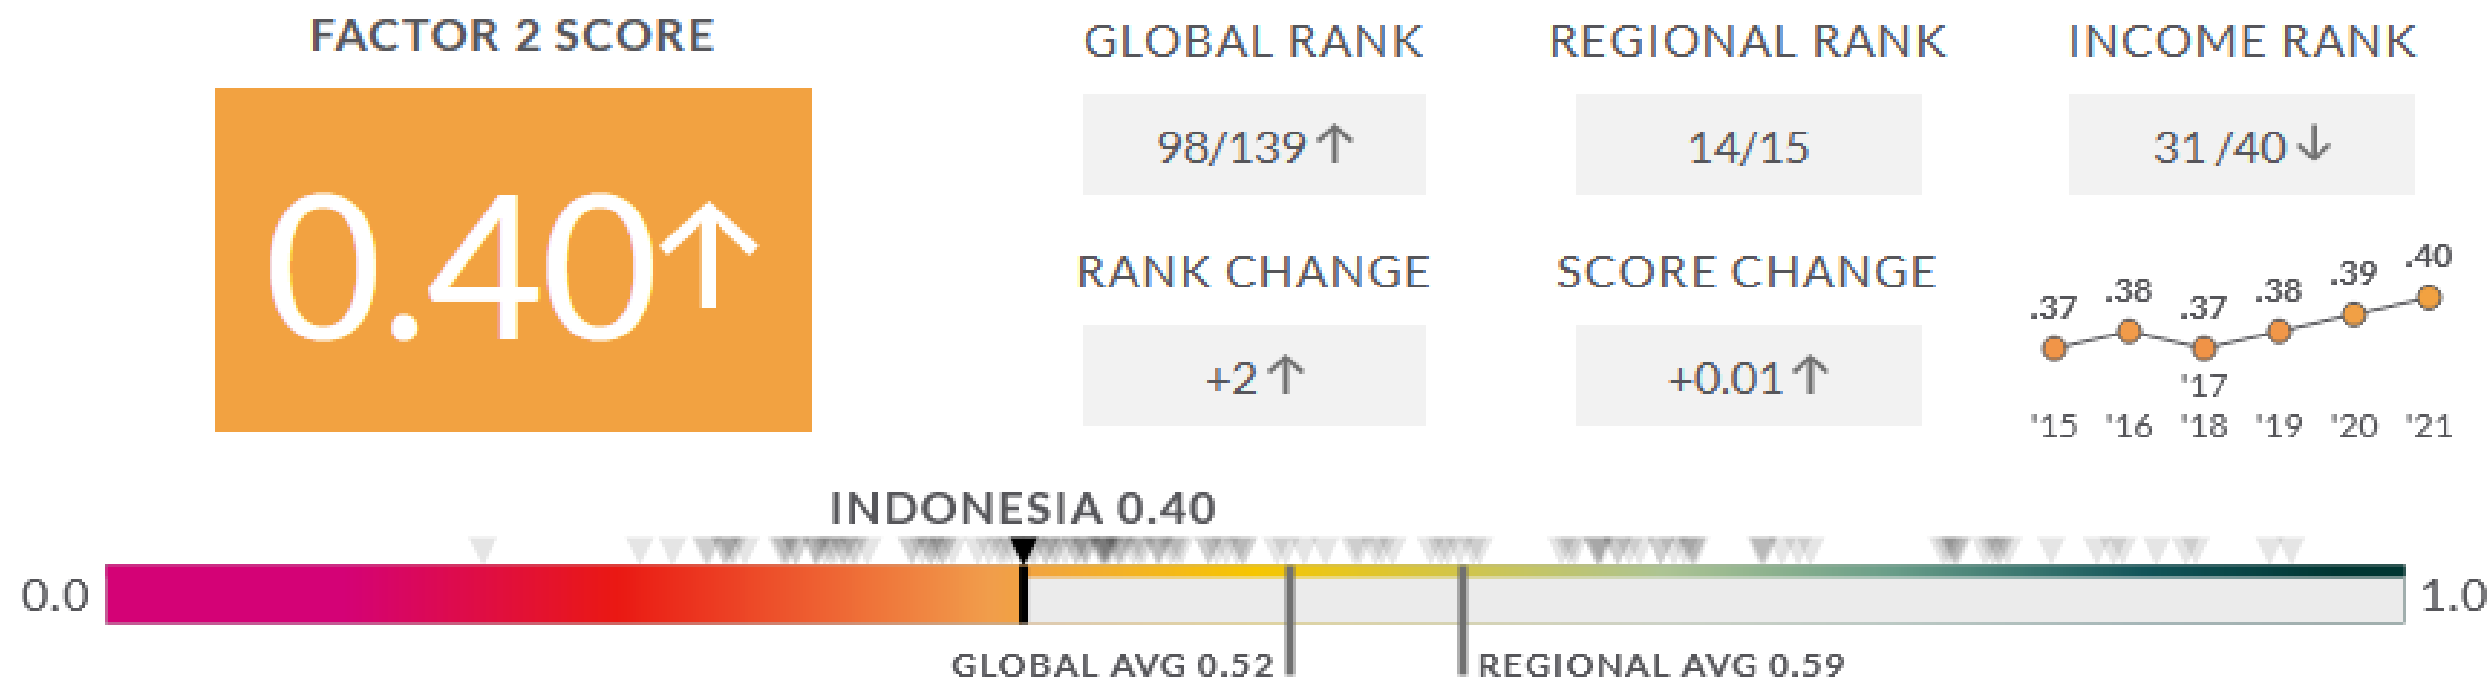 FACTOR 2 SCORE
0.40↑
GLOBAL RANK
98/139↑
REGIONAL RANK
14/15
INCOME RANK
31 /40↓
RANK CHANGE
+2↑
SCORE CHANGE
+0.01↑
.37 .38 .37 .38 .39 .40
'17
'15 '16 '18 '19 '20 '21
INDONESIA 0.40
0.0 1.0
GLOBAL AVG 0.52 REGIONAL AVG 0.59